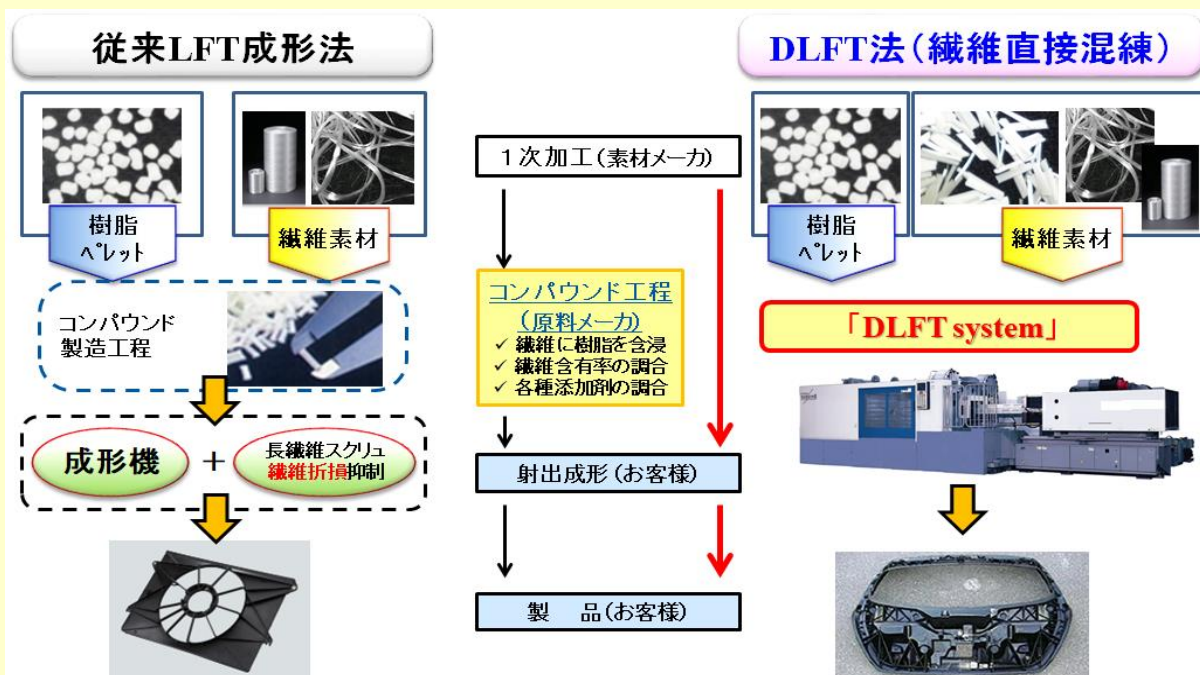 従来LFT成形法
樹脂
ペレット
繊維素材
コンパウンド
製造工程
成形機
+
長繊維スクリュ
繊維折損抑制
1次加工(素材メーカ)
コンパウンド工程
(原料メーカ)
✓ 繊維に樹脂を含浸
✓ 繊維含有率の調合
✓ 各種添加剤の調合
射出成形(お客様)
製 品(お客様)
DLFT法(繊維直接混練)
樹脂
ペレット
繊維素材
「DLFT system」